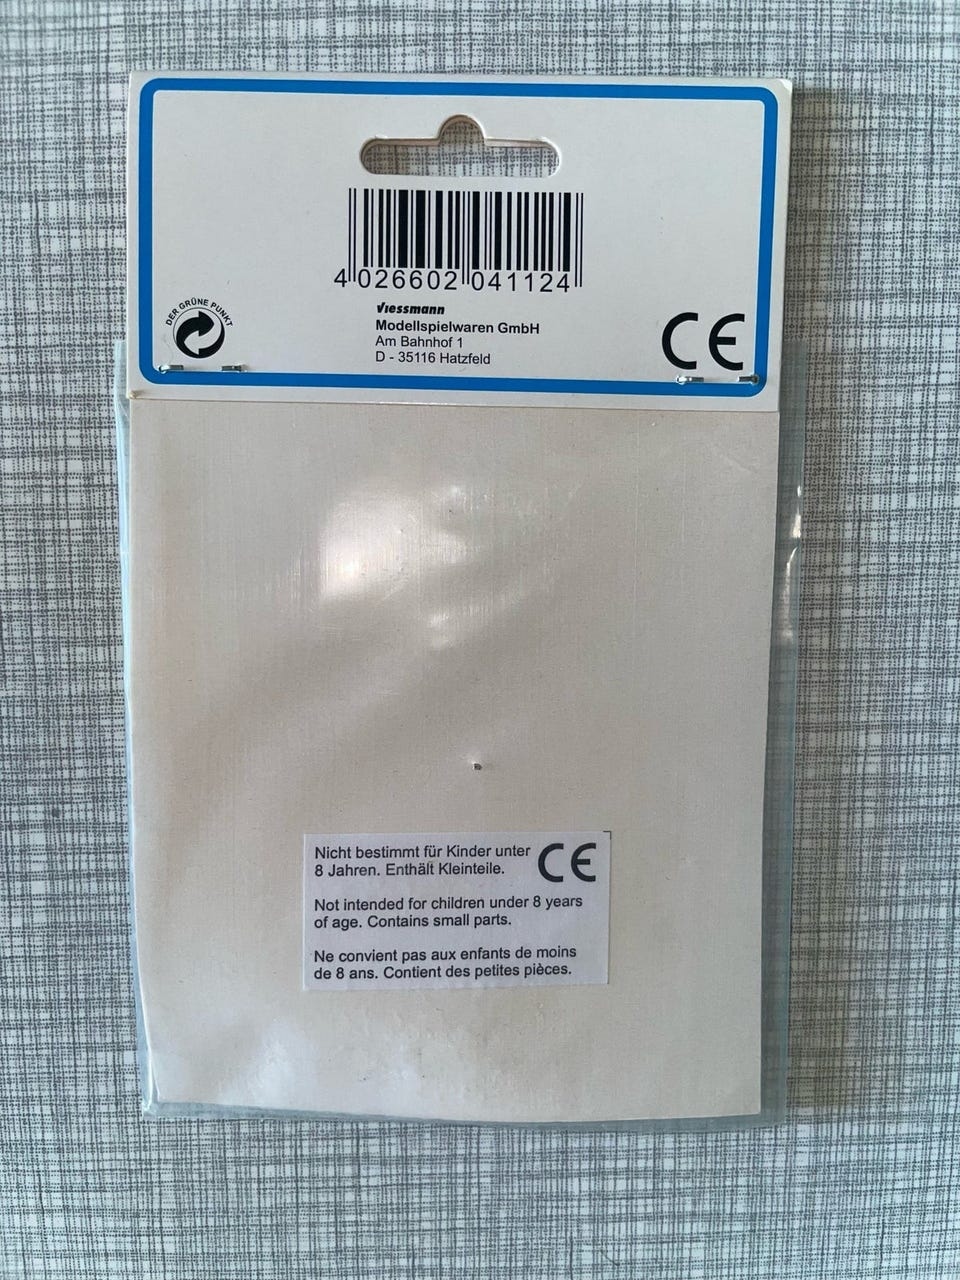 4 026602 041124
DER GRÜNE PUNKT
viessmann
Modellspielwaren GmbH
Am Bahnhof 1
D - 35116 Hatzfeld
CE
Nicht bestimmt für Kinder unter
8 Jahren. Enthält Kleinteile.
CE
Not intended for children under 8 years
of age. Contains small parts.
Ne convient pas aux enfants de moins
de 8 ans. Contient des petites pièces.